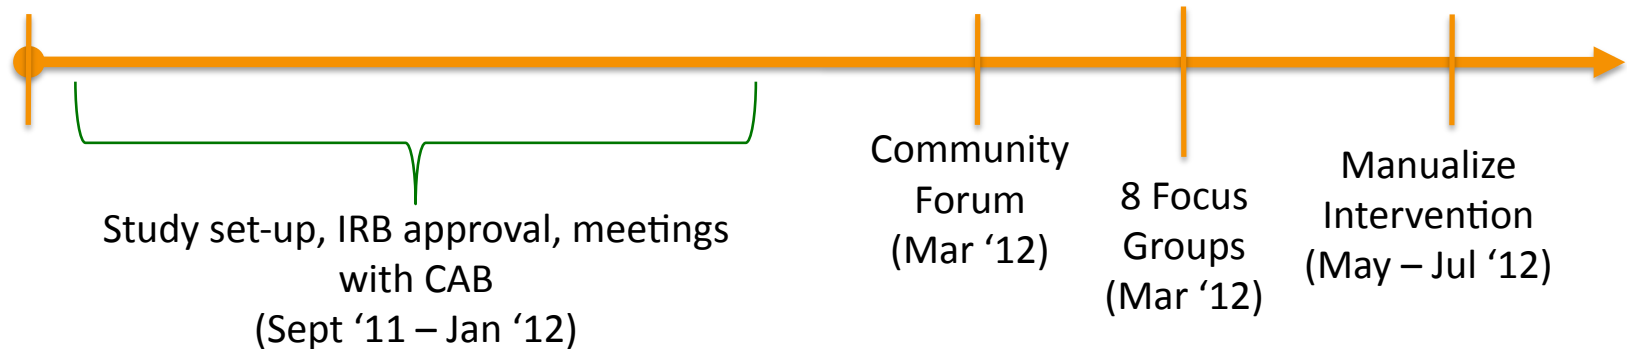 Study set-up, IRB approval, meetings
with CAB
(Sept ‘11 – Jan ‘12)
Community
Forum
(Mar ‘12)
8 Focus
Groups
(Mar ‘12)
Manualize
Intervention
(May – Jul ‘12)